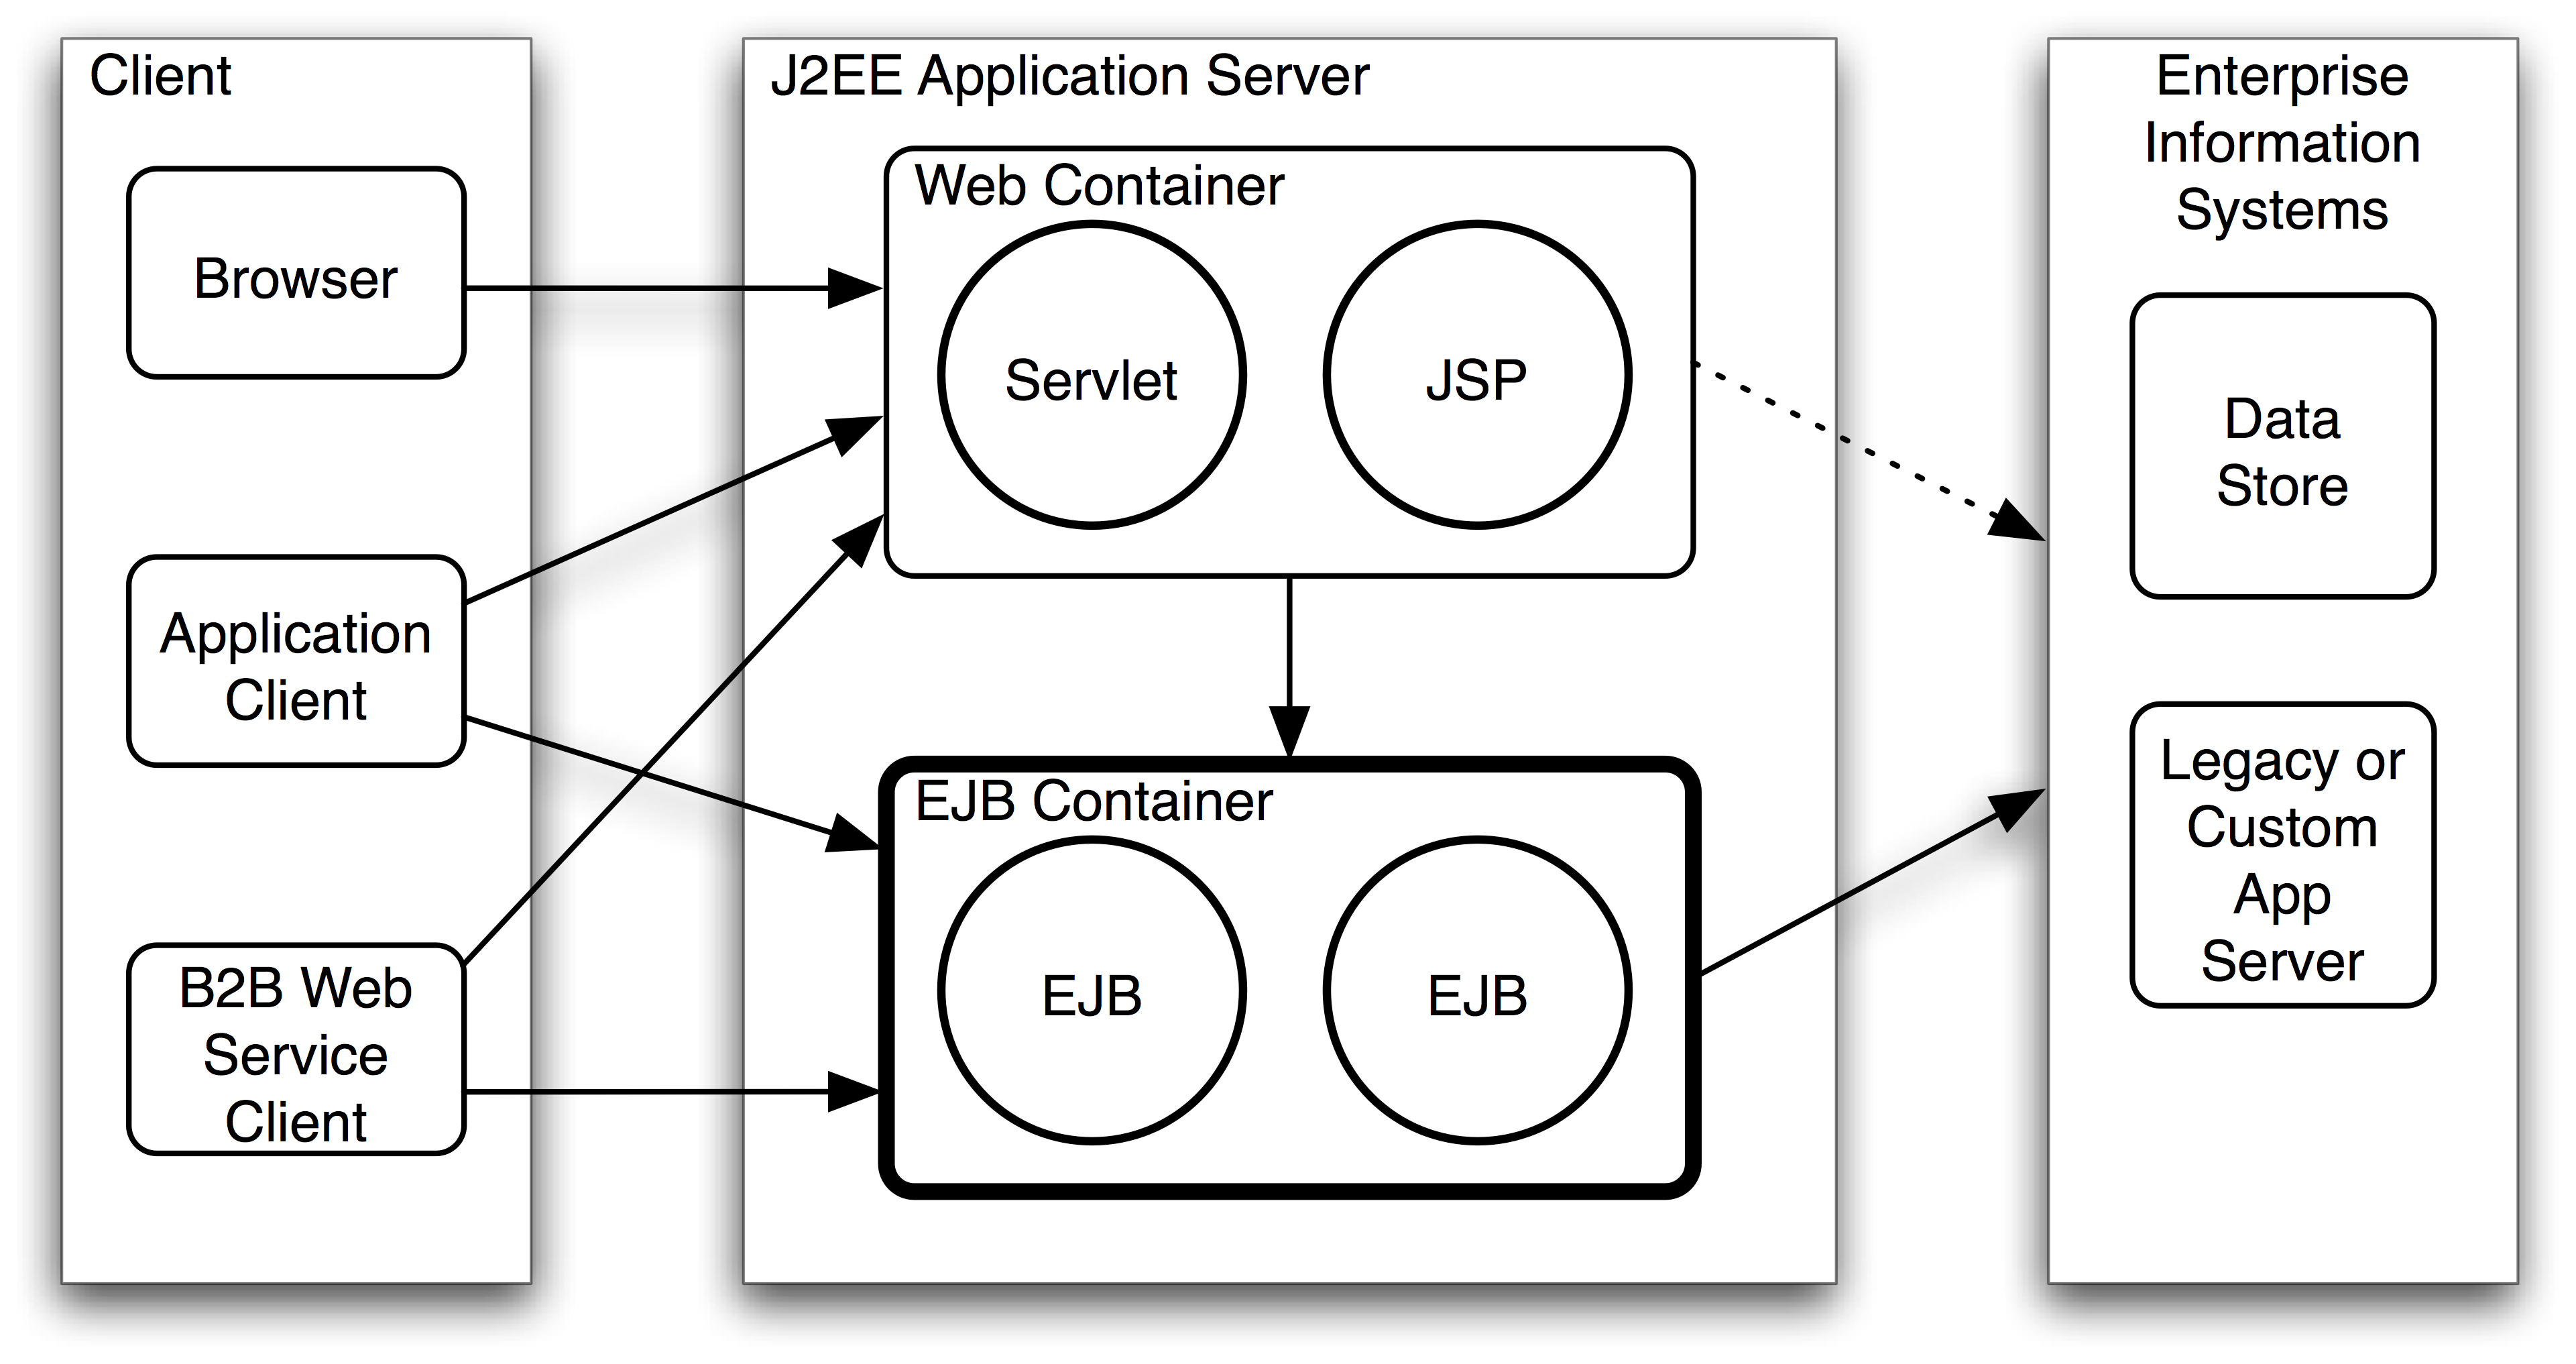 Client
Browser
Application
Client
B2B Web
Service
Client
J2EE Application Server
Web Container
Servlet
JSP
EJB Container
EJB
EJB
Enterprise
Information
Systems
Data
Store
Legacy or
Custom
App
Server